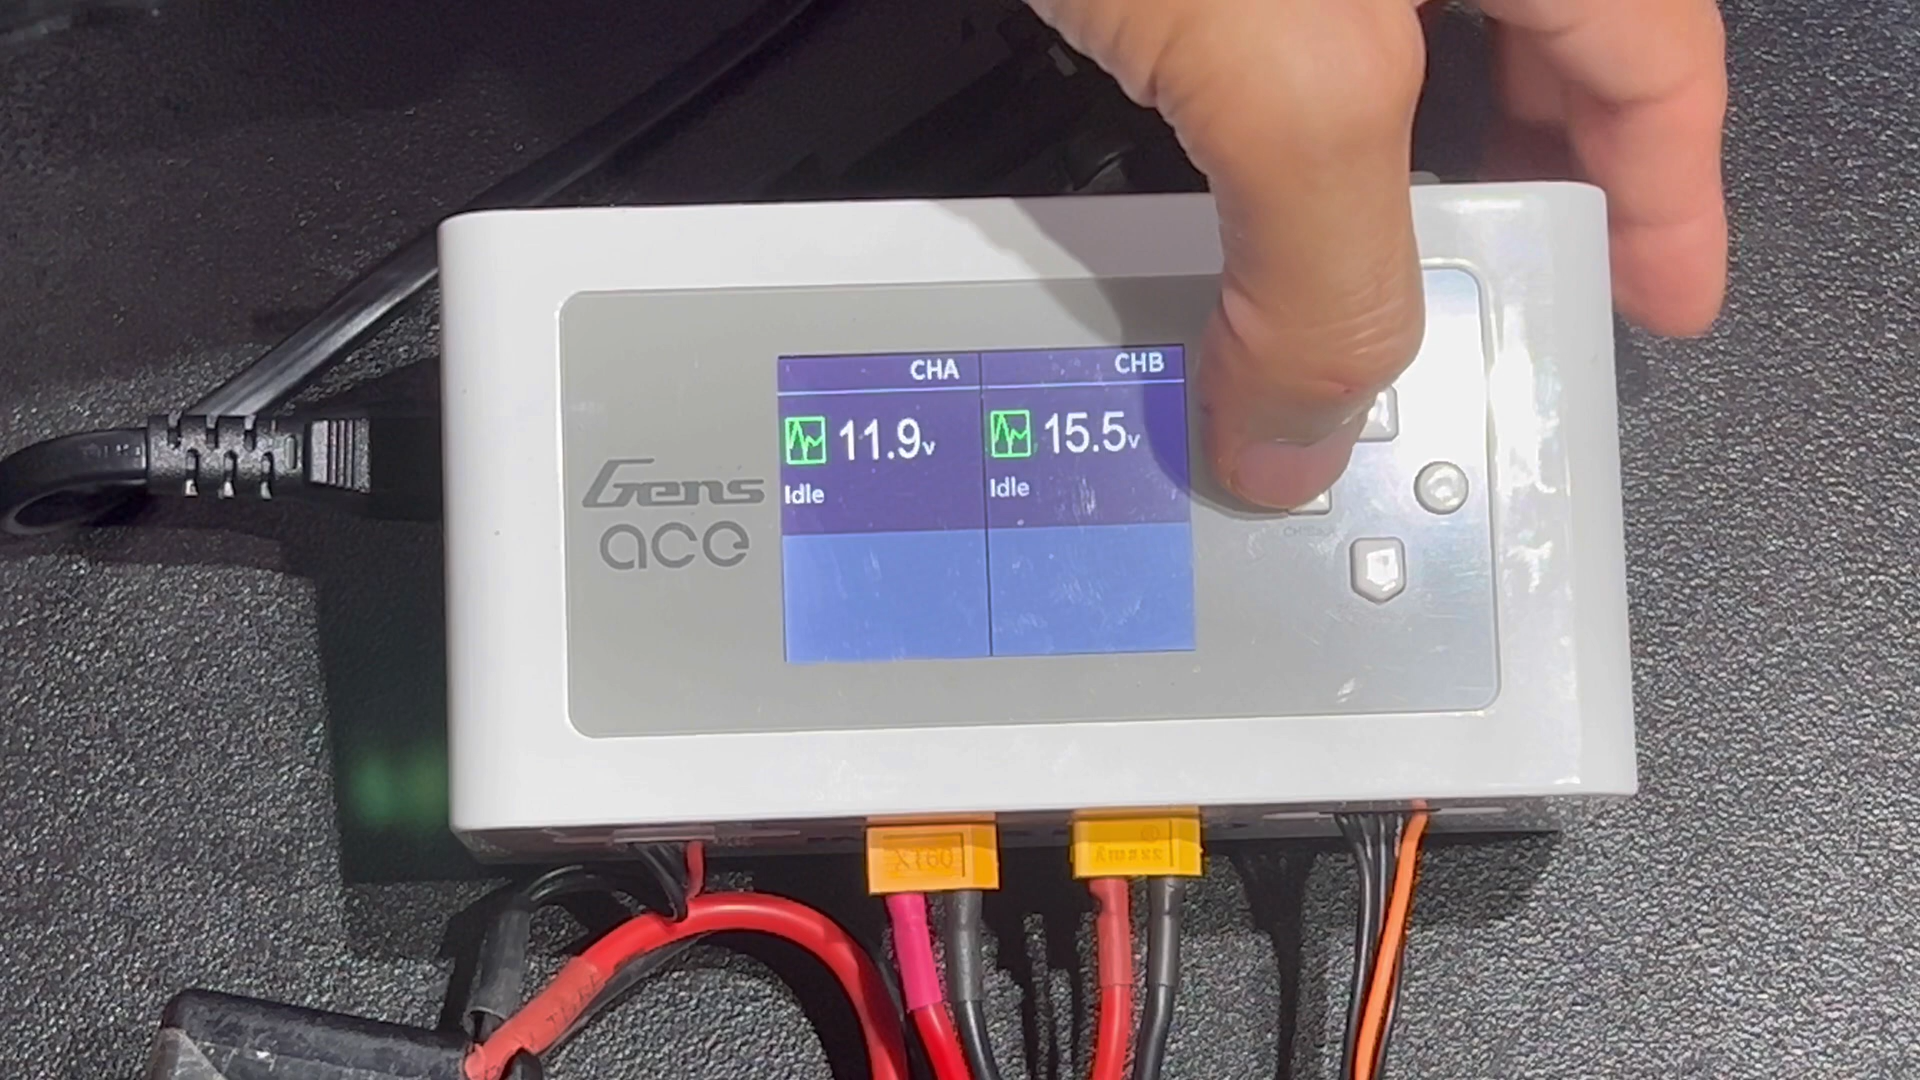 CHA
CHB
11.9v
15.5v
Idle
Idle
Gens
ace
XT60
Amass